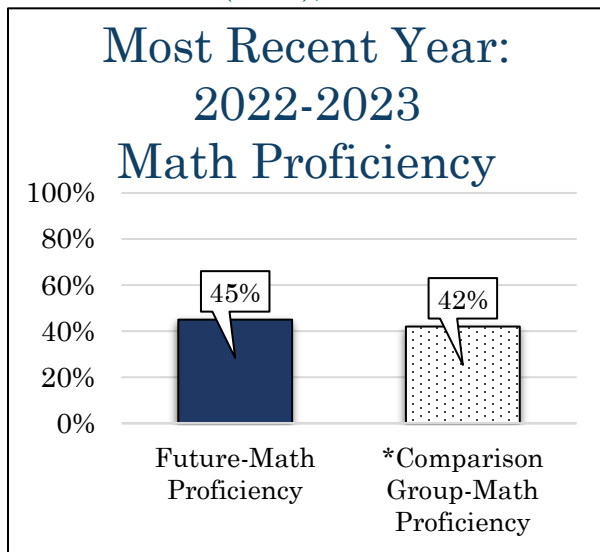 Most Recent Year:
2022-2023
Math Proficiency
100%
80%
60%
40%
20%
0%
45%
42%
Future-Math
Proficiency
*Comparison
Group-Math
Proficiency